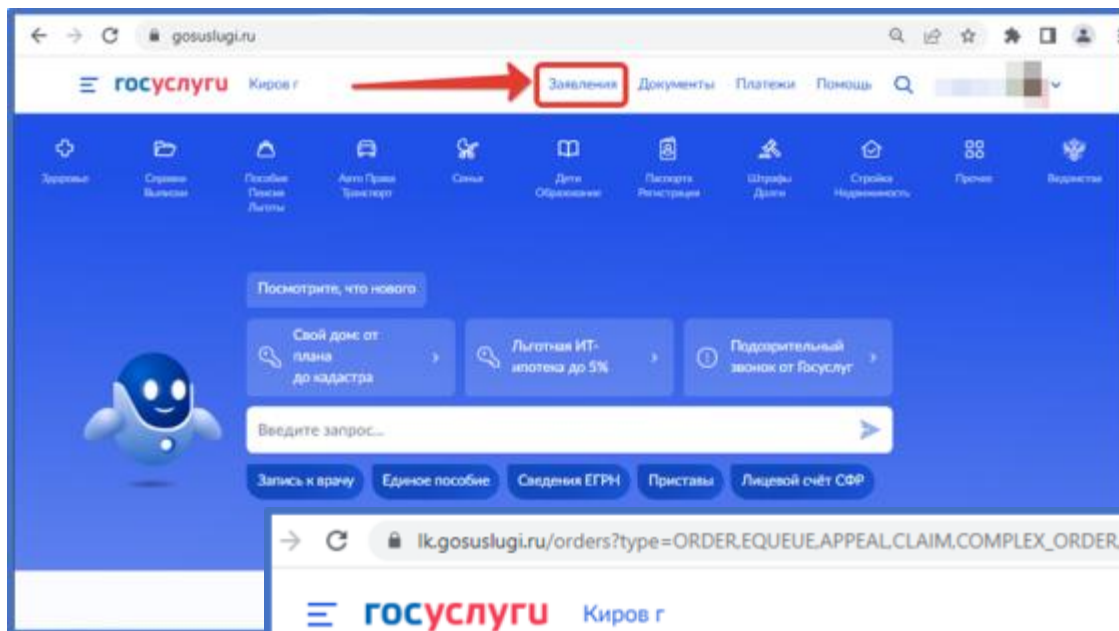 gosuslugi.ru
госуслуги Киров г Заявления Документы Платежи Помощь
Здоровье
Справки
Выписки
Пособия
Пенсия
Льготы
Авто Права
Транспорт
Семья
Дети
Образование
Паспорта
Регистрация
Штрафы
Долги
Стройка
Недвижимость
Прочее
Ведомства
Посмотрите, что нового
Свой дом: от
плана
до кадастра
Льготная ИТ-
ипотека до 5%
Подозрительный
звонок от Госуслуг
Введите запрос...
Запись к врачу Единое пособие Сведения ЕГРН Приставы Лицевой счёт СФР
lk.gosuslugi.ru/orders?type=ORDER,EQUEUE,APPEAL,CLAIM,COMPLEX_ORDER,
госуслуги Киров г